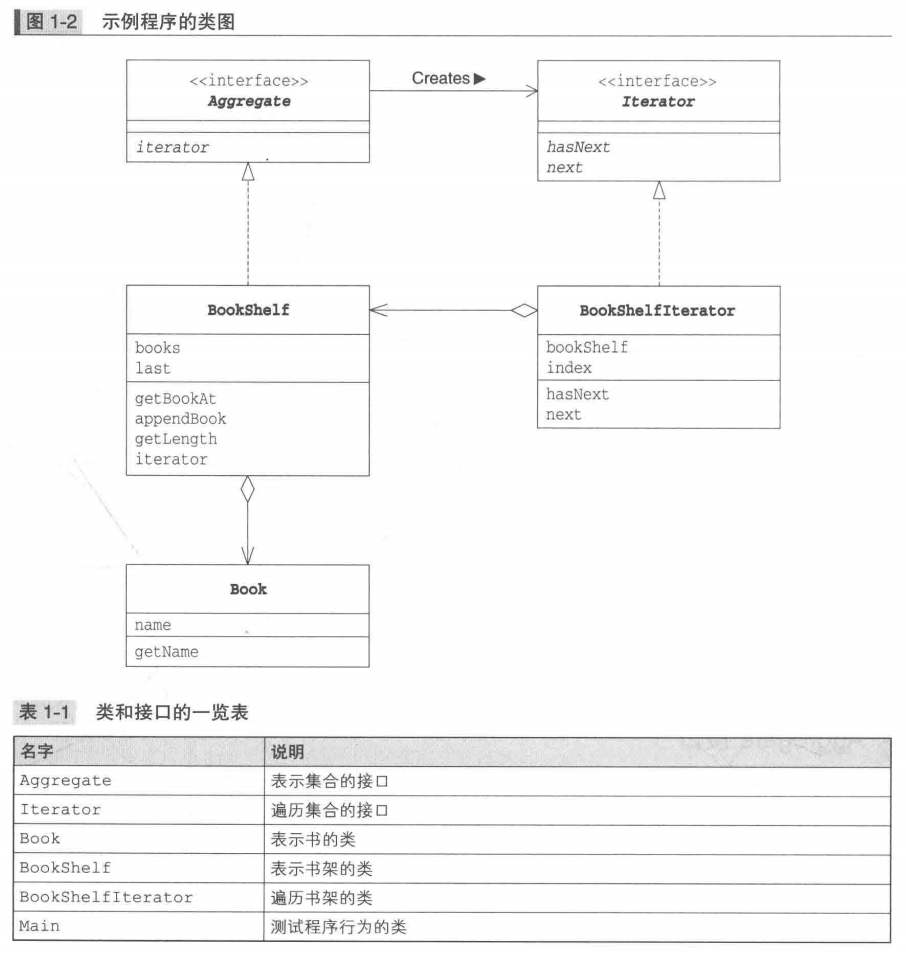 图 1-2 示例程序的类图
<<interface>>
Aggregate
iterator
Creates▶
<<interface>>
Iterator
hasNext
next
BookShelf
books
last
getBookAt
appendBook
getLength
iterator
BookShelfIterator
bookShelf
index
hasNext
next
Book
name
getName
表 1-1 类和接口的一览表
名字 说明
Aggregate 表示集合的接口
Iterator 遍历集合的接口
Book 表示书的类
BookShelf 表示书架的类
BookShelfIterator 遍历书架的类
Main 测试程序行为的类